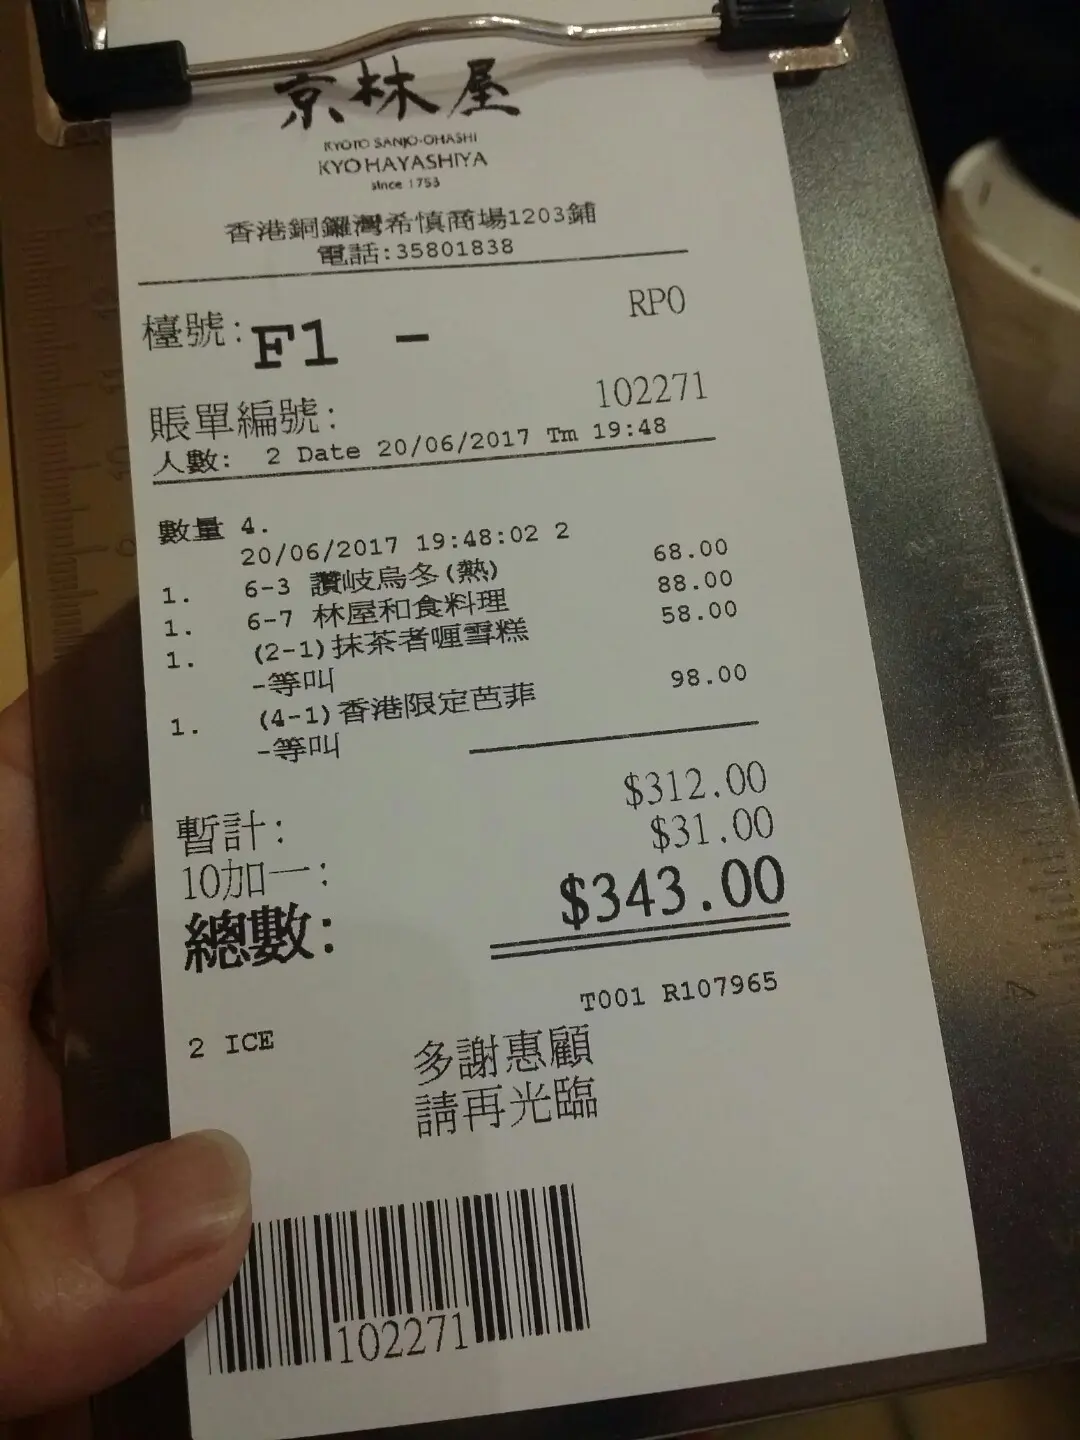 京林屋
KYOTO SANJO-OHASHI
KYO HAYASHIYA
since 1753
香港銅鑼灣希慎商場1203鋪
電話:35801838
RPO
檯號: F1 -
賬單編號: 102271
人數: 2 Date 20/06/2017 Tm 19:48
數量 4.
20/06/2017 19:48:02 2
1. 6-3 讚岐烏冬(熱) 68.00
1. 6-7 林屋和食料理 88.00
1. (2-1)抹茶者喱雪糕 58.00
-等叫
1. (4-1)香港限定芭菲 98.00
-等叫
暫計: $312.00
10加一: $31.00
總數: $343.00
T001 R107965
2 ICE
多謝惠顧
請再光臨
102271